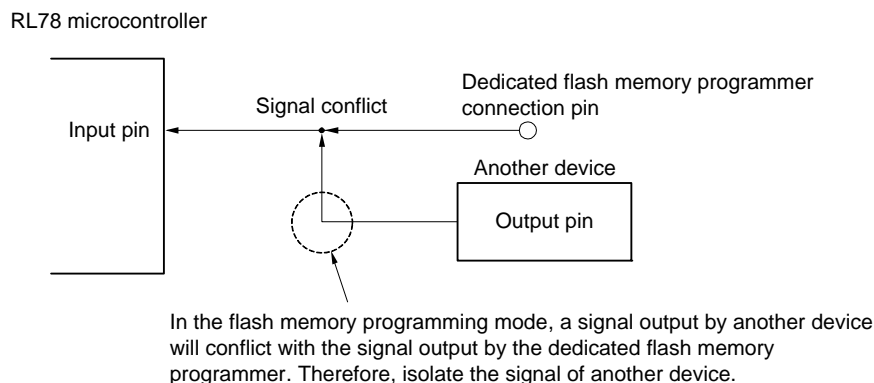 RL78 microcontroller
Dedicated flash memory programmer
connection pin
Signal conflict
Input pin
Another device
Output pin
In the flash memory programming mode, a signal output by another device
will conflict with the signal output by the dedicated flash memory
programmer. Therefore, isolate the signal of another device.